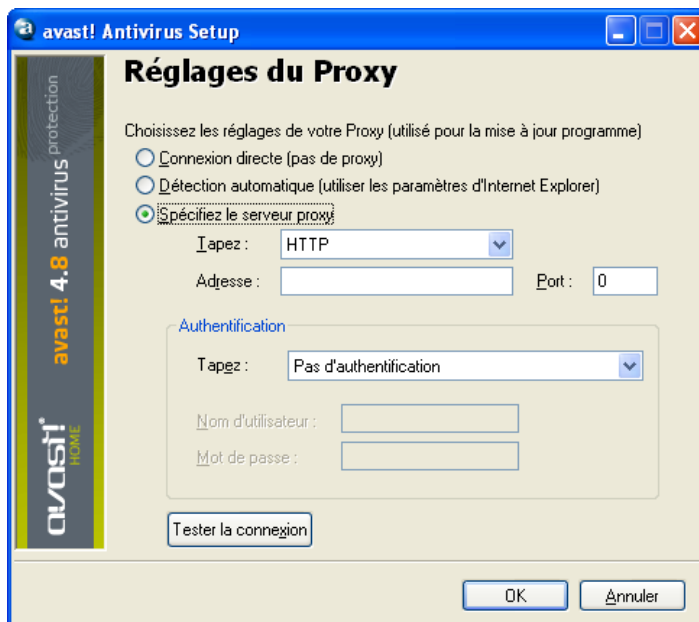 avast! Antivirus Setup
Réglages du Proxy
Choisissez les réglages de votre Proxy (utilisé pour la mise à jour programme)
Connexion directe (pas de proxy)
Détection automatique (utiliser les paramètres d'Internet Explorer)
Spécifiez le serveur proxy
Tapez : HTTP
Adresse : Port : 0
Authentification
Tapez : Pas d'authentification
Nom d'utilisateur :
Mot de passe :
Tester la connexion
OK Annuler
avast! 4.8 antivirus protection
avast!
HOME